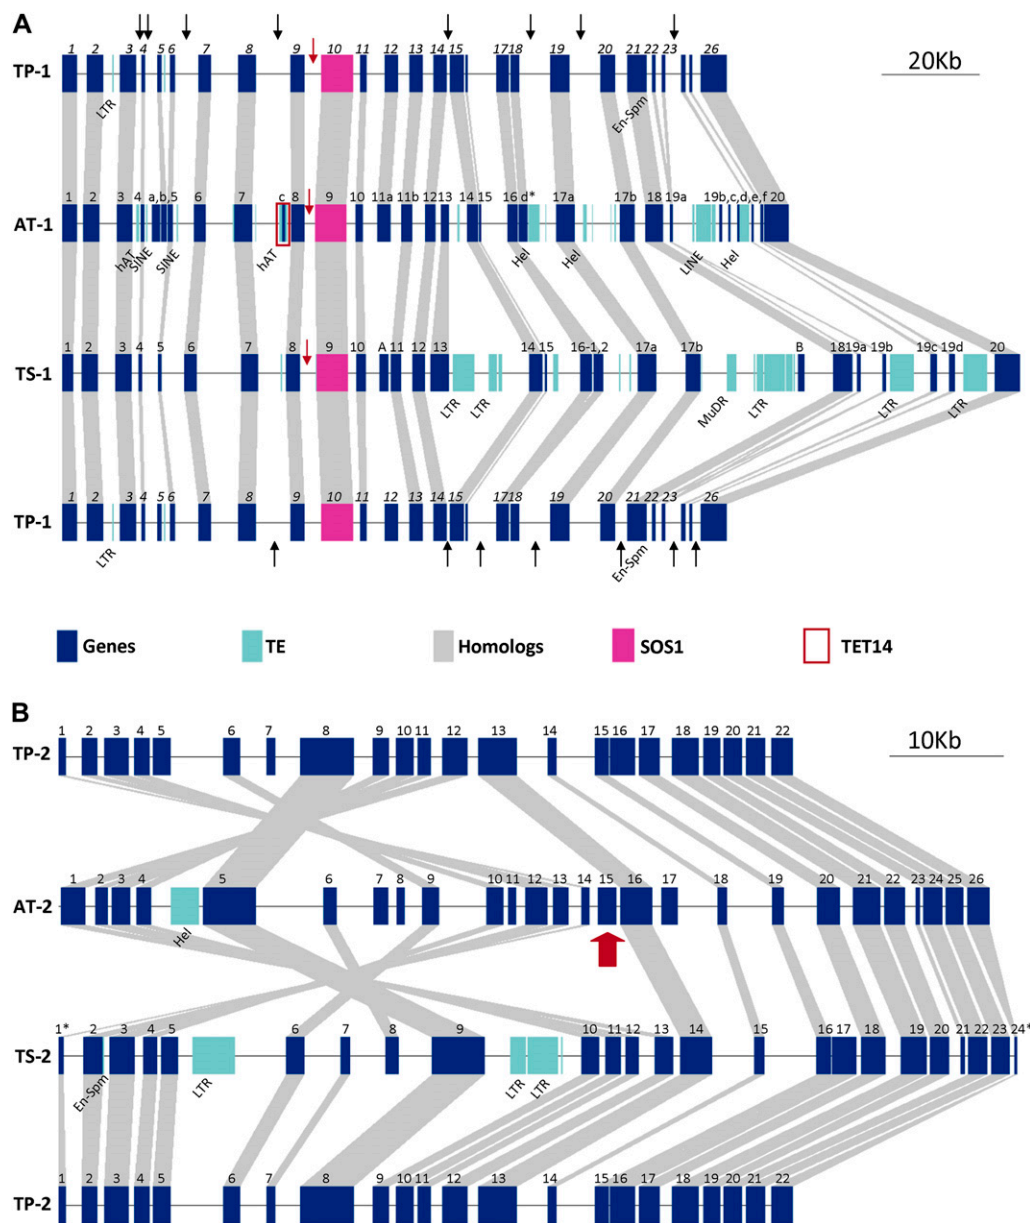 A
1 2 3 4 5 6 7 8 9 10 11 12 13 14 15 17 18 19 20 21 22 23 26
TP-1
20Kb
LTR En-Spm
1 2 3 4 a,b, 5 6 7 c 8 9 10 11a 11b 12 13 14 15 16 d* 17a 17b 18 19a 19b,c,d,e,f 20
AT-1
hAT SINE SINE hAT Hel Hel LINE Hel
1 2 3 4 5 6 7 8 9 10 A 11 12 13 14 15 16-1,2 17a 17b B 18 19a 19b 19c 19d 20
TS-1
LTR LTR MuDR LTR LTR LTR
1 2 3 4 5 6 7 8 9 10 11 12 13 14 15 17 18 19 20 21 22 23 26
TP-1
LTR En-Spm
Genes TE Homologs SOS1 TET14
B
1 2 3 4 5 6 7 8 9 10 11 12 13 14 15 16 17 18 19 20 21 22
TP-2
10Kb
1 2 3 4 5 6 7 8 9 10 11 12 13 14 15 16 17 18 19 20 21 22 23 24 25 26
AT-2
Hel
1* 2 3 4 5 6 7 8 9 10 11 12 13 14 15 16 17 18 19 20 21 22 23 24*
TS-2
En-Spm LTR LTR LTR
1 2 3 4 5 6 7 8 9 10 11 12 13 14 15 16 17 18 19 20 21 22
TP-2